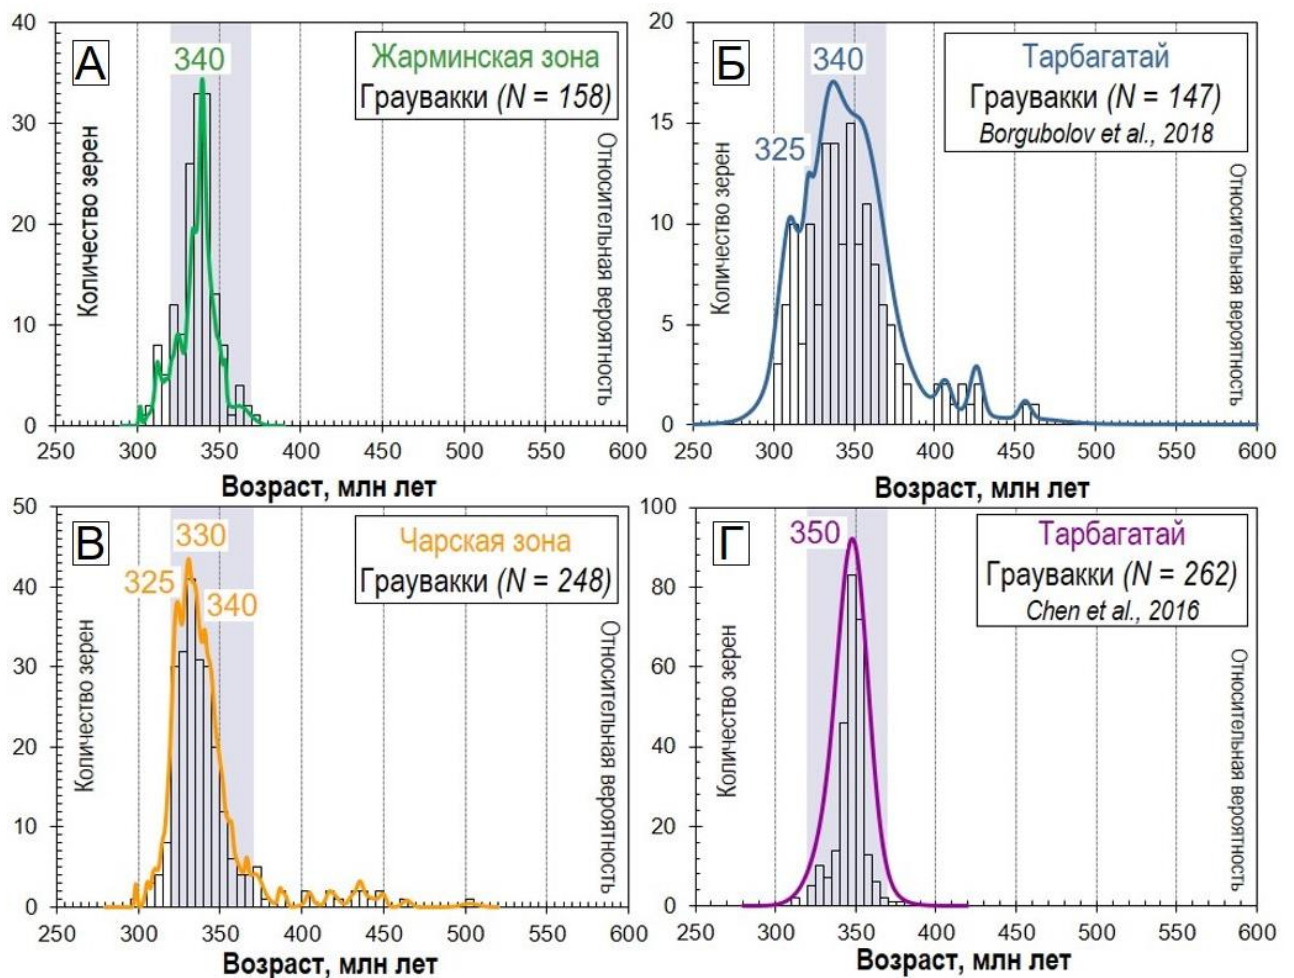 А
340
Жарминская зона
Граувакки (N = 158)
Количество зерен
Относительная вероятность
40
30
20
10
0
250 300 350 400 450 500 550 600
Возраст, млн лет
Б
340
325
Тарбагатай
Граувакки (N = 147)
Borgubolov et al., 2018
Количество зерен
Относительная вероятность
20
15
10
5
0
250 300 350 400 450 500 550 600
Возраст, млн лет
В
330
325
340
Чарская зона
Граувакки (N = 248)
Количество зерен
Относительная вероятность
50
40
30
20
10
0
250 300 350 400 450 500 550 600
Возраст, млн лет
Г
350
Тарбагатай
Граувакки (N = 262)
Chen et al., 2016
Количество зерен
Относительная вероятность
100
80
60
40
20
0
250 300 350 400 450 500 550 600
Возраст, млн лет